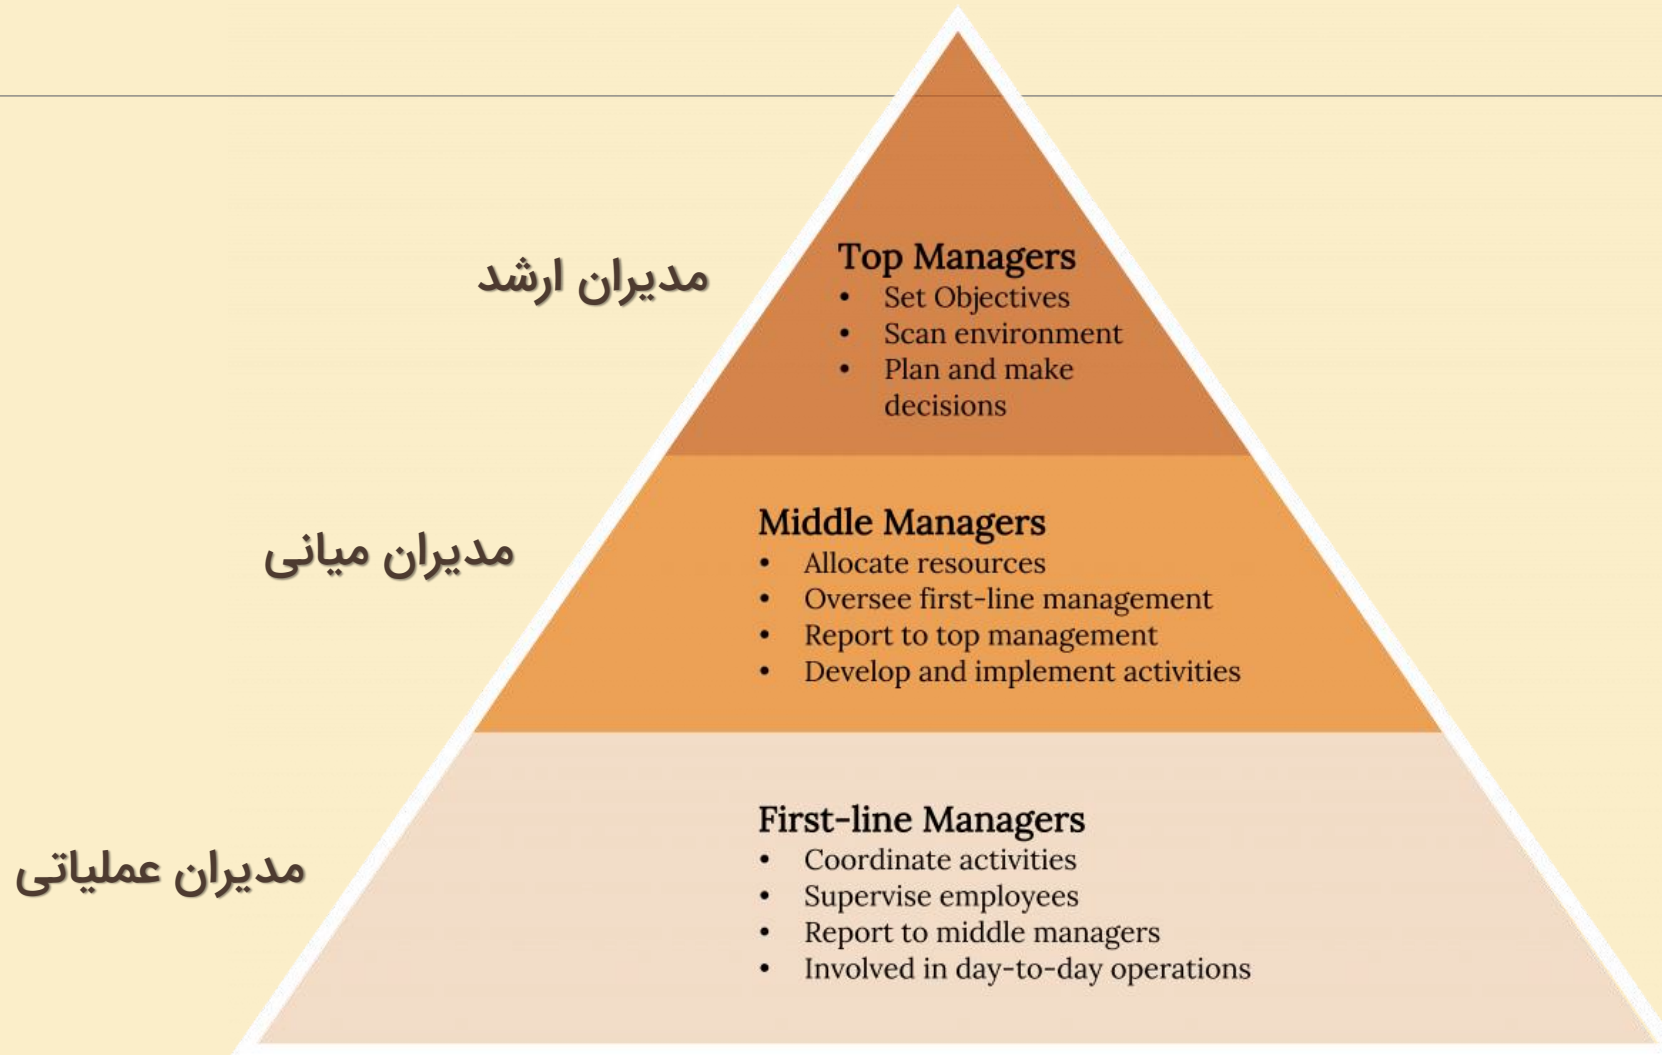 مدیران ارشد
Top Managers
• Set Objectives
• Scan environment
• Plan and make
decisions
مدیران میانی
Middle Managers
• Allocate resources
• Oversee first-line management
• Report to top management
• Develop and implement activities
مدیران عملیاتی
First-line Managers
• Coordinate activities
• Supervise employees
• Report to middle managers
• Involved in day-to-day operations